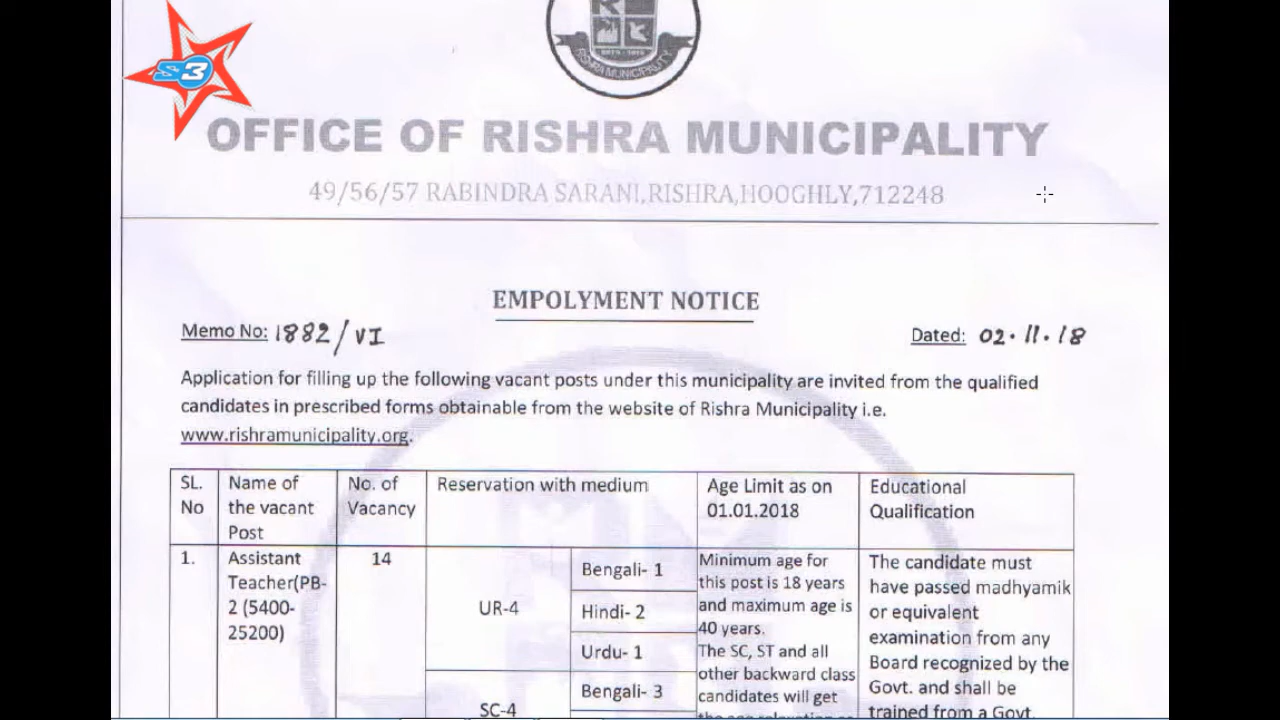 S3
RISHRA MUNICIPALITY
OFFICE OF RISHRA MUNICIPALITY
49/56/57 RABINDRA SARANI,RISHRA,HOOGHLY,712248
EMPOLYMENT NOTICE
Memo No: 1882/VI
Dated: 02.11.18
Application for filling up the following vacant posts under this municipality are invited from the qualified
candidates in prescribed forms obtainable from the website of Rishra Municipality i.e.
www.rishramunicipality.org.
SL. No
Name of the vacant Post
No. of Vacancy
Reservation with medium
Age Limit as on 01.01.2018
Educational Qualification
1.
Assistant
Teacher(PB-
2 (5400-
25200)
14
UR-4
Bengali- 1
Hindi- 2
Urdu- 1
SC-4
Bengali- 3
Minimum age for
this post is 18 years
and maximum age is
40 years.
The SC, ST and all
other backward class
candidates will get
The candidate must
have passed madhyamik
or equivalent
examination from any
Board recognized by the
Govt. and shall be
trained from a Govt.